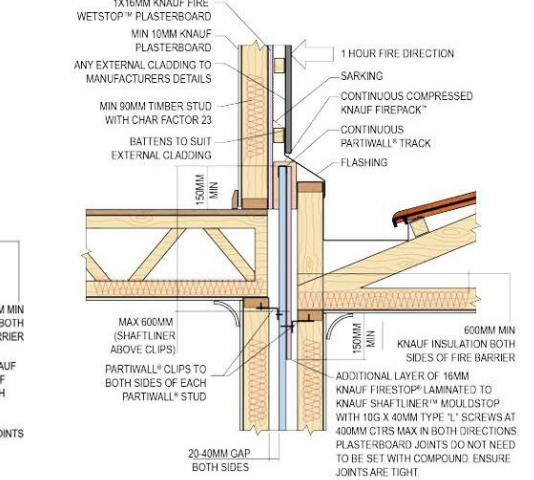 1X16MM KNAUF FIRE
WETSTOP™ PLASTERBOARD
MIN 10MM KNAUF
PLASTERBOARD
ANY EXTERNAL CLADDING TO
MANUFACTURERS DETAILS
MIN 90MM TIMBER STUD
WITH CHAR FACTOR 23
BATTENS TO SUIT
EXTERNAL CLADDING
1 HOUR FIRE DIRECTION
SARKING
CONTINUOUS COMPRESSED
KNAUF FIREPACK™
CONTINUOUS
PARTIWALL® TRACK
FLASHING
150MM
MIN
MAX 600MM
(SHAFTLINER
ABOVE CLIPS)
PARTIWALL® CLIPS TO
BOTH SIDES OF EACH
PARTIWALL® STUD
20-40MM GAP
BOTH SIDES
150MM
MIN
600MM MIN
KNAUF INSULATION BOTH
SIDES OF FIRE BARRIER
ADDITIONAL LAYER OF 16MM
KNAUF FIRESTOP® LAMINATED TO
KNAUF SHAFTLINER™ MOULDSTOP
WITH 10G X 40MM TYPE "L" SCREWS AT
400MM CTRS MAX IN BOTH DIRECTIONS.
PLASTERBOARD JOINTS DO NOT NEED
TO BE SET WITH COMPOUND. ENSURE
JOINTS ARE TIGHT.
M MIN
BOTH
RRIER
AUF
F
H
OINTS